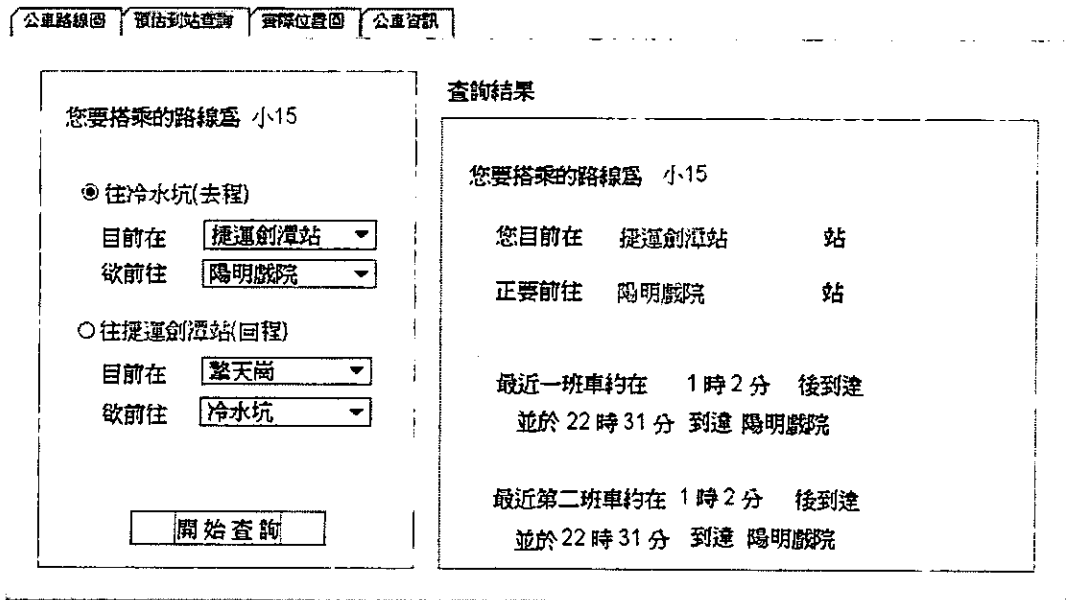 公車路線圖 預估到站查詢 實際位置圖 公車資訊
您要搭乘的路線為 小15
往冷水坑(去程)
目前在 捷運劍潭站
欲前往 陽明戲院
往捷運劍潭站(回程)
目前在 擎天崗
欲前往 冷水坑
開始查詢
查詢結果
您要搭乘的路線為 小15
您目前在 捷運劍潭站 站
正要前往 陽明戲院 站
最近一班車約在 1時2分 後到達
並於22時31分 到達 陽明戲院
最近第二班車約在 1時2分 後到達
並於22時31分 到達 陽明戲院